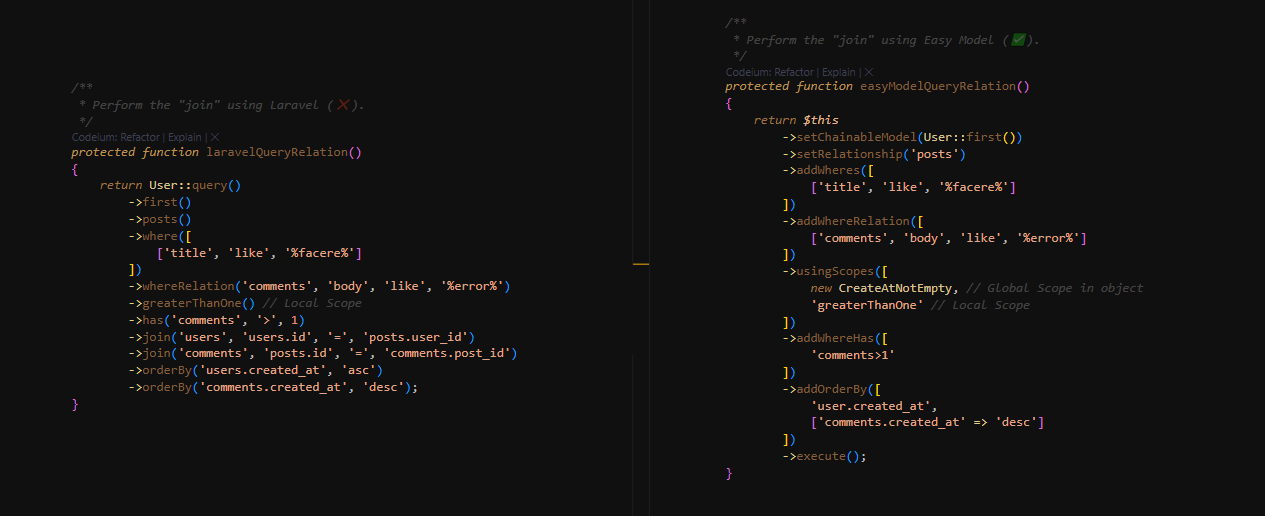 /**
 * Perform the "join" using Laravel (❌).
 */
Codeium: Refactor | Explain | ✕
protected function laravelQueryRelation()
{
    return User::query()
        ->first()
        ->posts()
        ->where([
            ['title', 'like', '%facere%']
        ])
        ->whereRelation('comments', 'body', 'like', '%error%')
        ->greaterThanOne() // Local Scope
        ->has('comments', '>', 1)
        ->join('users', 'users.id', '=', 'posts.user_id')
        ->join('comments', 'posts.id', '=', 'comments.post_id')
        ->orderBy('users.created_at', 'asc')
        ->orderBy('comments.created_at', 'desc');
}
/**
 * Perform the "join" using Easy Model (✅).
 */
Codeium: Refactor | Explain | ✕
protected function easyModelQueryRelation()
{
    return $this
        ->setChainableModel(User::first())
        ->setRelationship('posts')
        ->addWheres([
            ['title', 'like', '%facere%']
        ])
        ->addWhereRelation([
            ['comments', 'body', 'like', '%error%']
        ])
        ->usingScopes([
            new CreateAtNotEmpty, // Global Scope in object
            'greaterThanOne' // Local Scope
        ])
        ->addWhereHas([
            'comments>1'
        ])
        ->addOrderBy([
            'user.created_at',
            ['comments.created_at' => 'desc']
        ])
        ->execute();
}